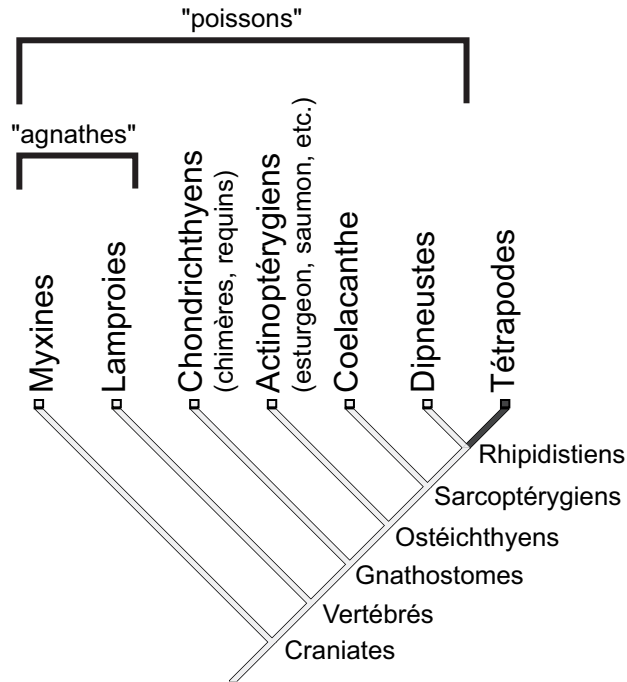 "poissons"
"agnathes"
Myxines
Lamproies
Chondrichthyens
(chimères, requins)
Actinoptérygiens
(esturgeon, saumon, etc.)
Coelacanthe
Dipneustes
Tétrapodes
Rhipidistiens
Sarcoptérygiens
Ostéichthyens
Gnathostomes
Vertébrés
Craniates